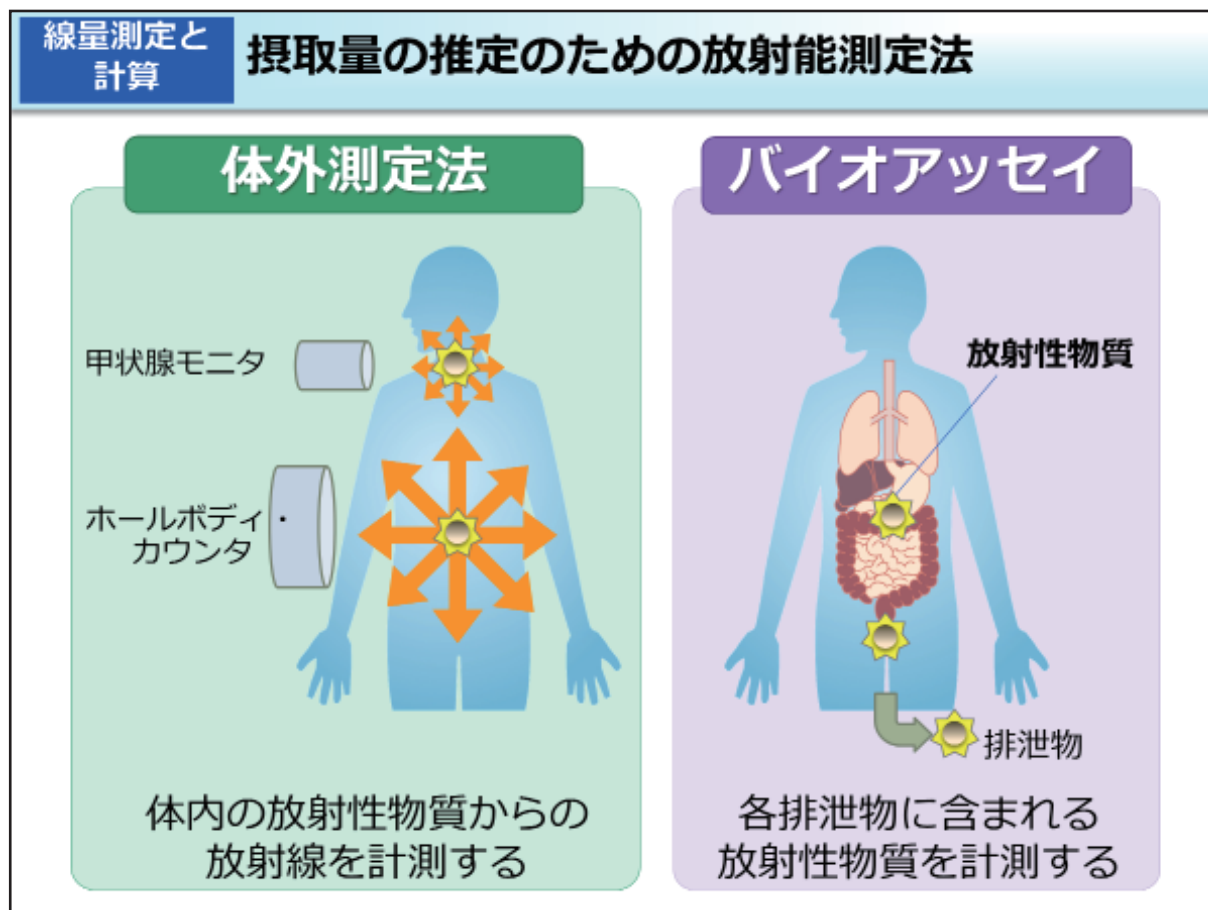 線量測定と
計算
摂取量の推定のための放射能測定法
体外測定法
甲状腺モニタ
ホールボディ・
カウンタ
体内の放射性物質からの
放射線を計測する
バイオアッセイ
放射性物質
排泄物
各排泄物に含まれる
放射性物質を計測する